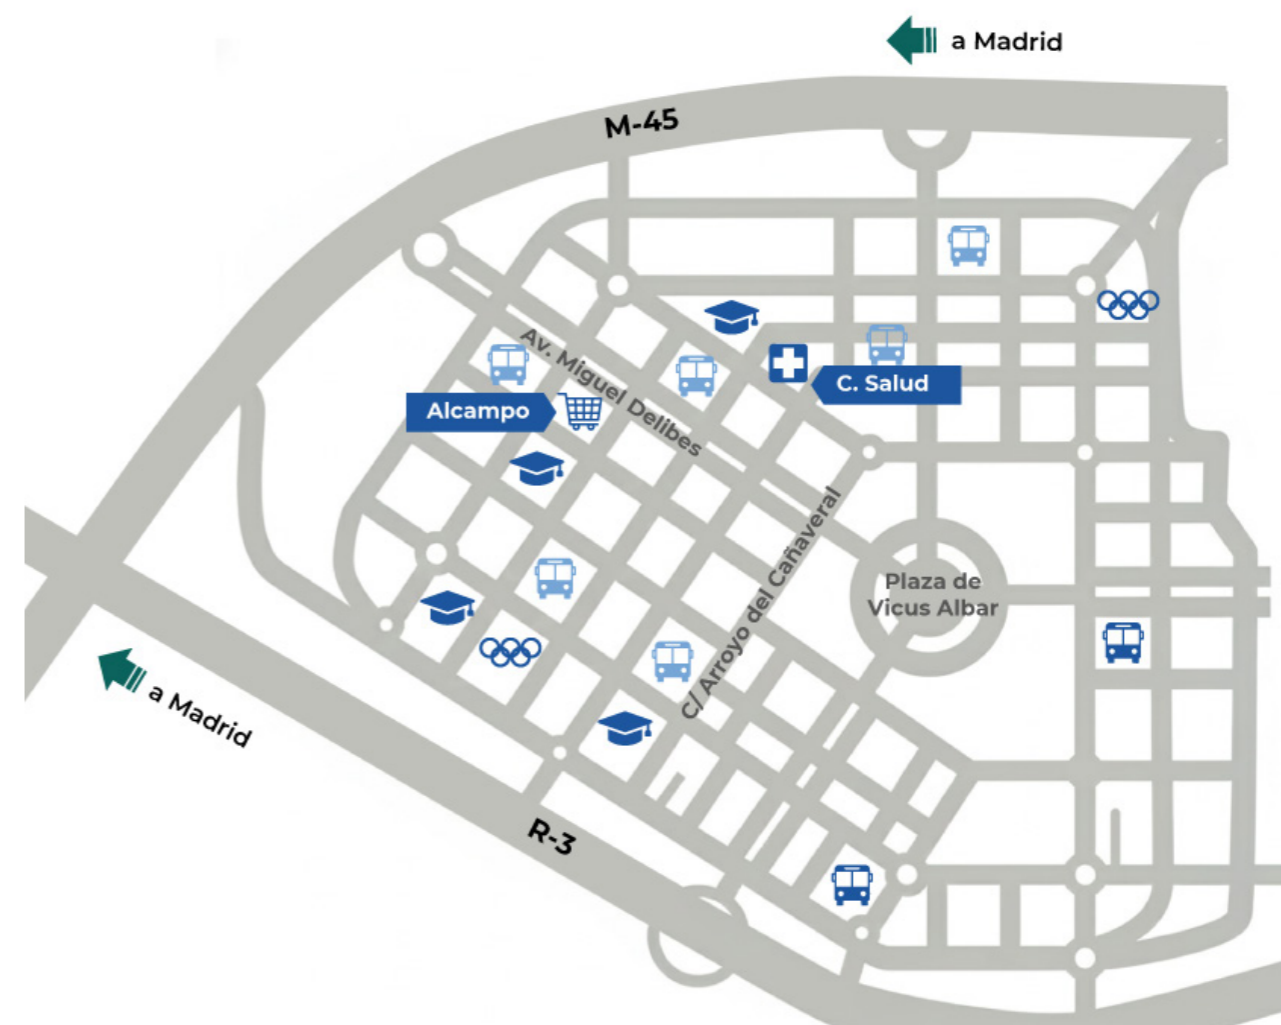 a Madrid
M-45
Av. Miguel Delibes
C. Salud
Alcampo
C/ Arroyo del Cañaveral
Plaza de
Vicus Albar
a Madrid
R-3